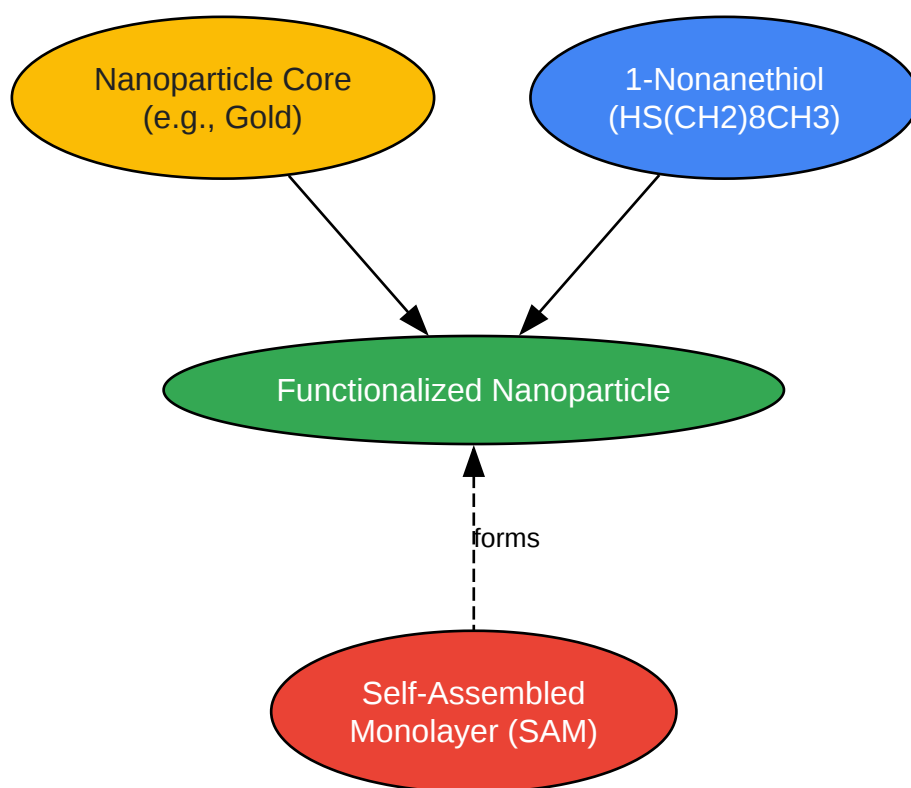 Nanoparticle Core
(e.g., Gold)
1-Nonanethiol
(HS(CH2)8CH3)
Functionalized Nanoparticle
forms
Self-Assembled
Monolayer (SAM)